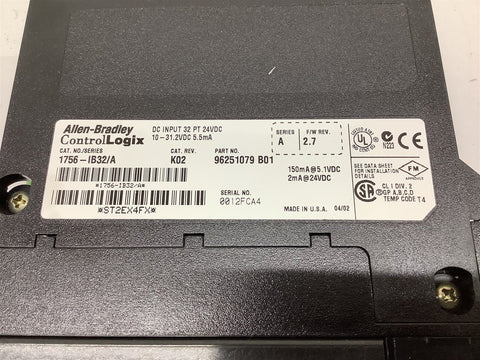 Allen-Bradley
ControlLogix
DC INPUT 32 PT 24VDC
10-31.2VDC 5.5mA
SERIES
A
F/W REV.
2.7
CAT. NO./SERIES
1756-IB32/A
CAT. REV.
K02
PART NO.
96251079 B01
150mA@5.1VDC
2mA@24VDC
*1756-IB32/A*
*ST2EX4FX*
SERIAL NO.
0012FCA4
MADE IN U.S.A. 04/02
UL
N223
SEE DATA SHEET
FOR INSTALLATION
DETAILS
FM
APPROVED
CL I DIV. 2
GP A,B,C,D
TEMP CODE T4